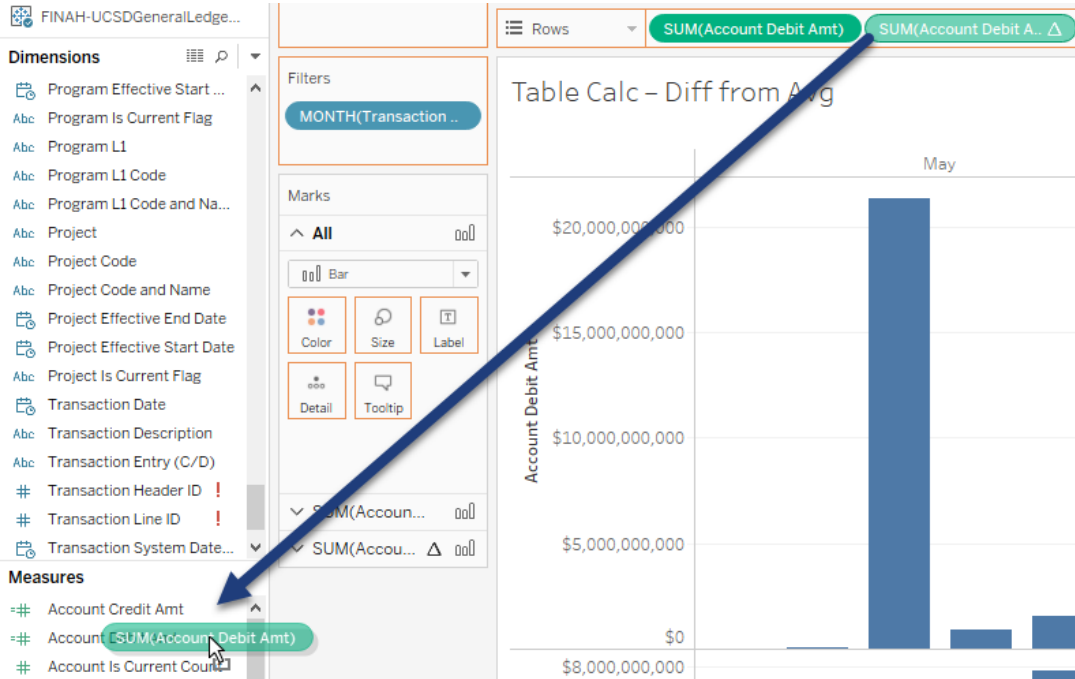 FINAH-UCSDGeneralLedge...
Dimensions
Program Effective Start ...
Abc Program Is Current Flag
Abc Program L1
Abc Program L1 Code
Abc Program L1 Code and Na...
Abc Project
Abc Project Code
Abc Project Code and Name
Project Effective End Date
Project Effective Start Date
Abc Project Is Current Flag
Transaction Date
Abc Transaction Description
Abc Transaction Entry (C/D)
# Transaction Header ID !
# Transaction Line ID !
Transaction System Date...
Measures
=# Account Credit Amt
=# Account
SUM(Account Debit Amt)
# Account Is Current Count
Filters
MONTH(Transaction ..
Marks
All
Bar
Color Size Label
T
Detail Tooltip
SUM(Accoun...
SUM(Accou... Δ
Rows SUM(Account Debit Amt) SUM(Account Debit A.. Δ
Table Calc – Diff from Avg
May
Account Debit Amt
$20,000,000,000
$15,000,000,000
$10,000,000,000
$5,000,000,000
$0
$8,000,000,000